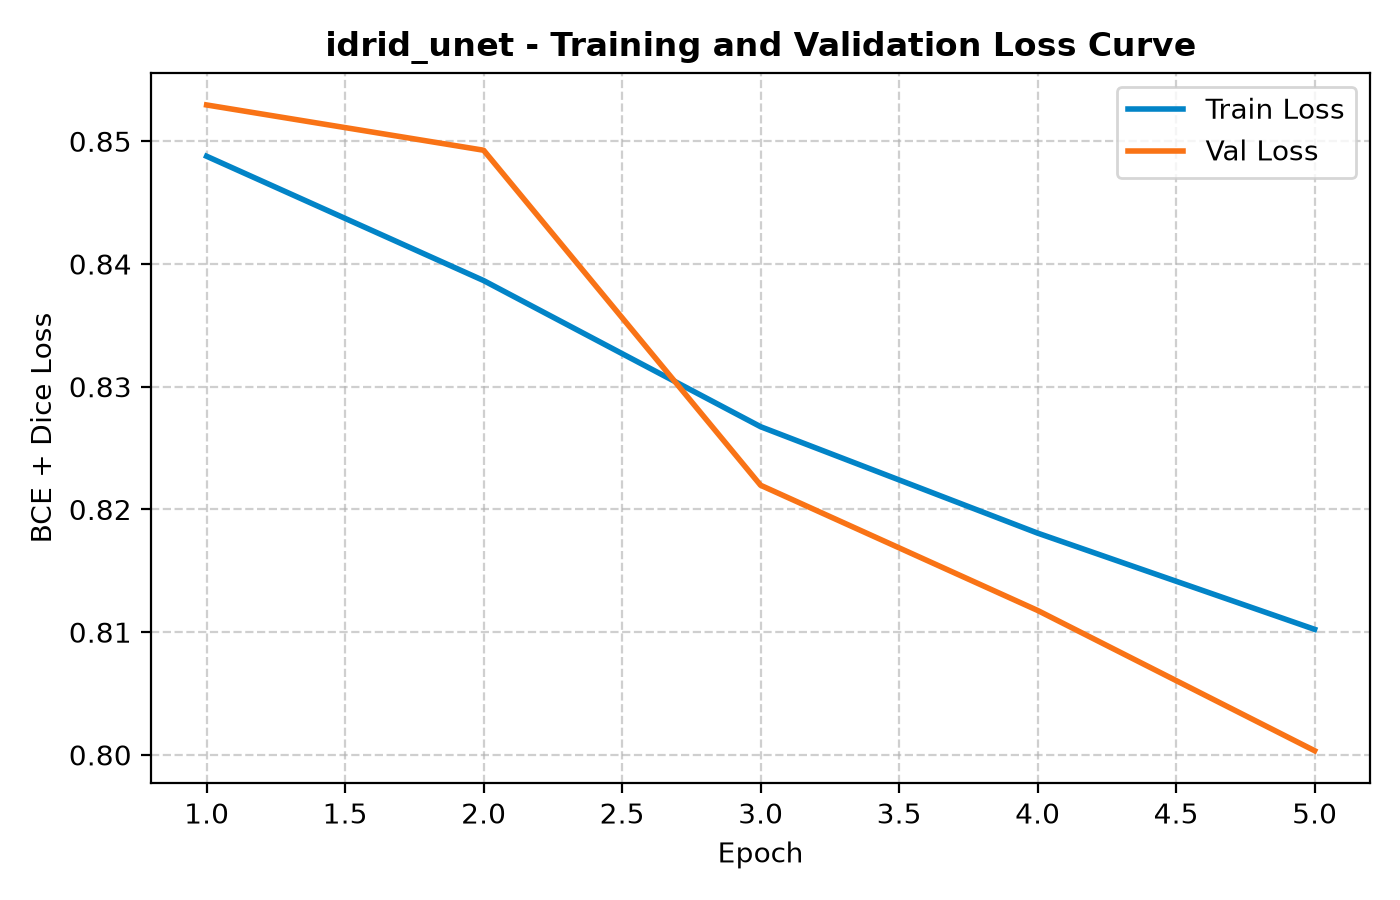 idrid_unet - Training and Validation Loss Curve
Train Loss
Val Loss
BCE + Dice Loss
0.85
0.84
0.83
0.82
0.81
0.80
1.0 1.5 2.0 2.5 3.0 3.5 4.0 4.5 5.0
Epoch